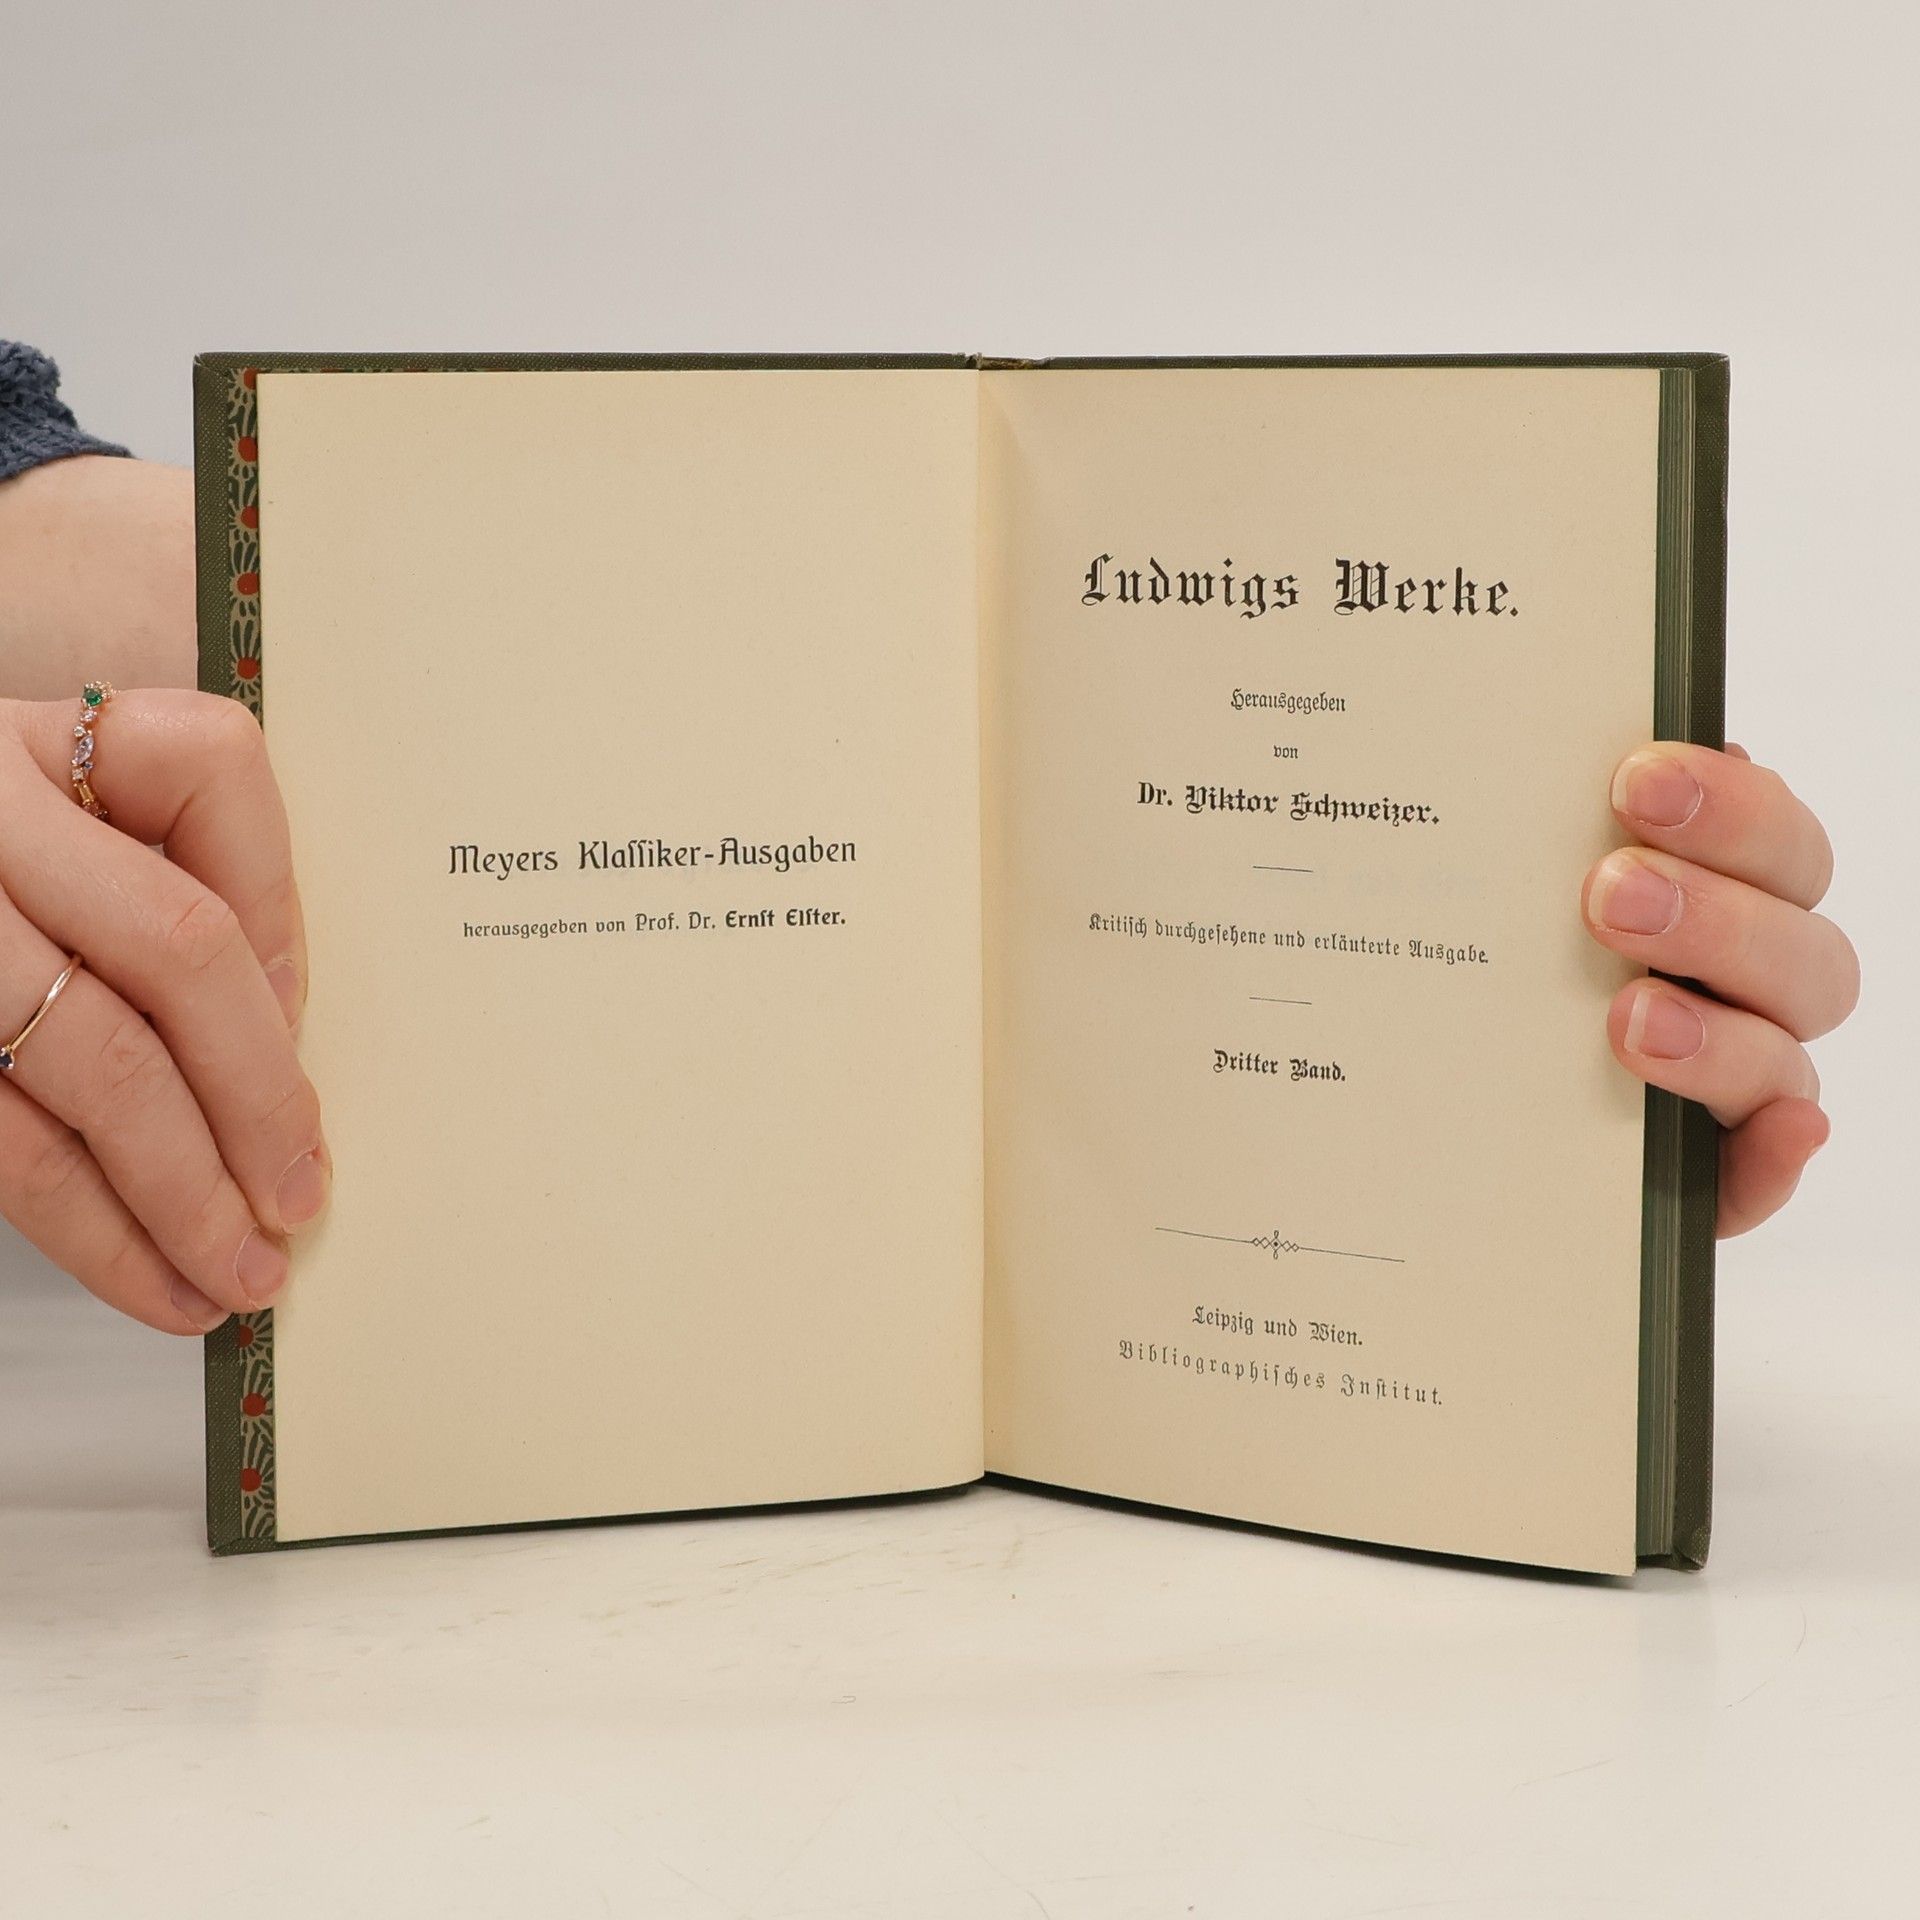 Meyers Klaſſiker-Ausgaben
herausgegeben von Prof. Dr. Ernſt Elſter.
Ludwigs Werke.
Herausgegeben
von
Dr. Viktor Schweizer.
Kritiſch durchgeſehene und erläuterte Ausgabe.
Dritter Band.
Leipzig und Wien.
Bibliographiſches Inſtitut.